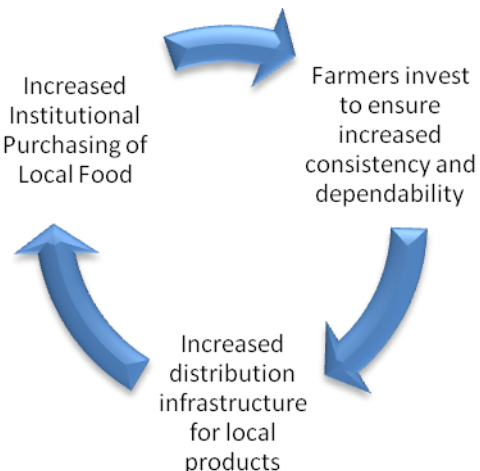 Increased
Institutional
Purchasing of
Local Food
Farmers invest
to ensure
increased
consistency and
dependability
Increased
distribution
infrastructure
for local
products